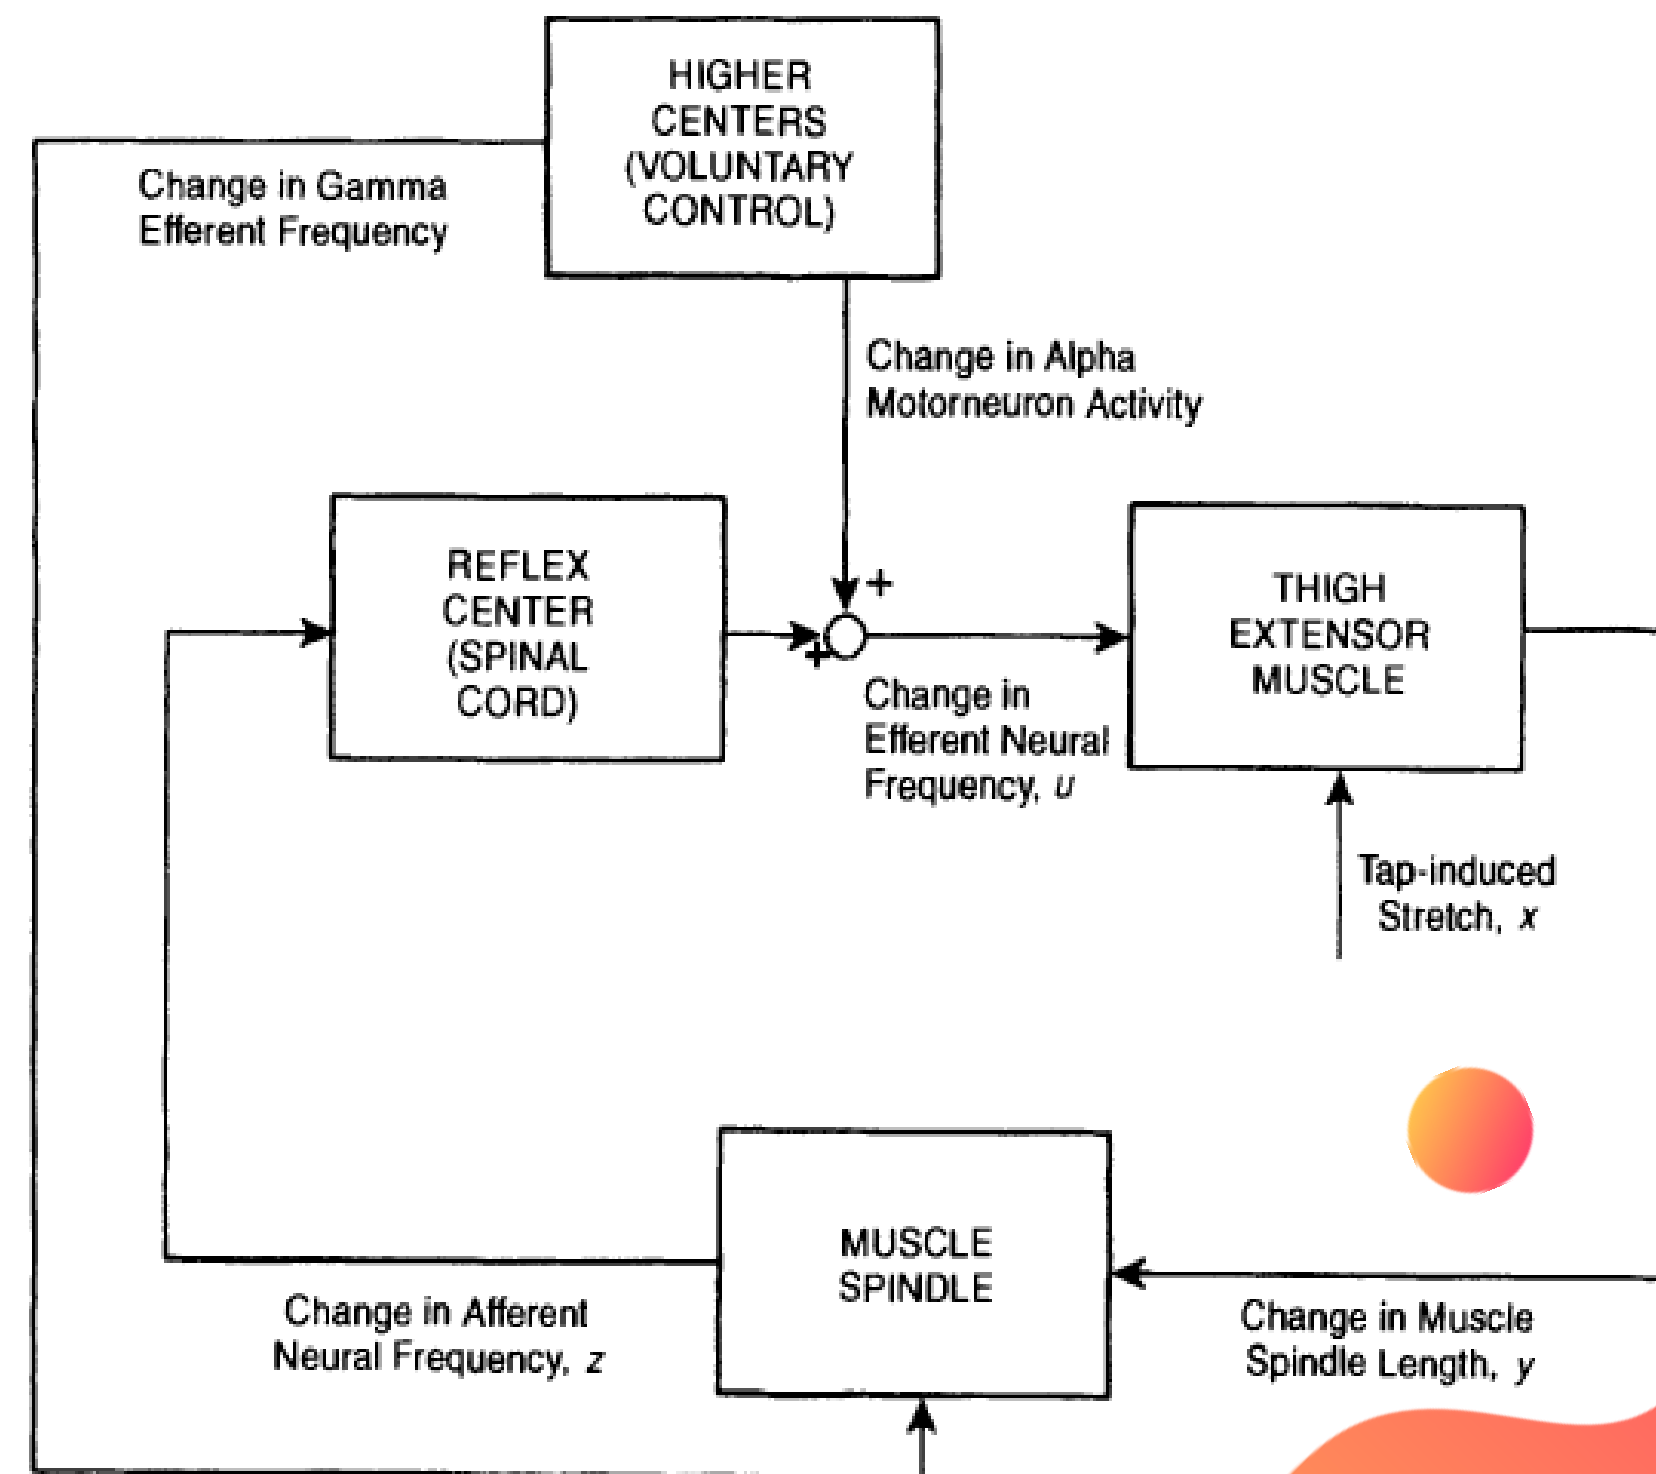 HIGHER
CENTERS
(VOLUNTARY
CONTROL)
Change in Gamma
Efferent Frequency
Change in Alpha
Motorneuron Activity
+
REFLEX
CENTER
(SPINAL
CORD)
+
THIGH
EXTENSOR
MUSCLE
Change in
Efferent Neural
Frequency, u
Tap-induced
Stretch, x
MUSCLE
SPINDLE
Change in Afferent
Neural Frequency, z
Change in Muscle
Spindle Length, y